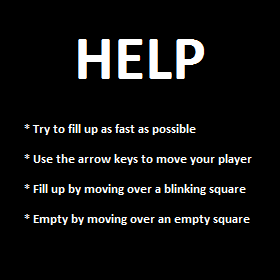 HELP
* Try to fill up as fast as possible
* Use the arrow keys to move your player
* Fill up by moving over a blinking square
* Empty by moving over an empty square